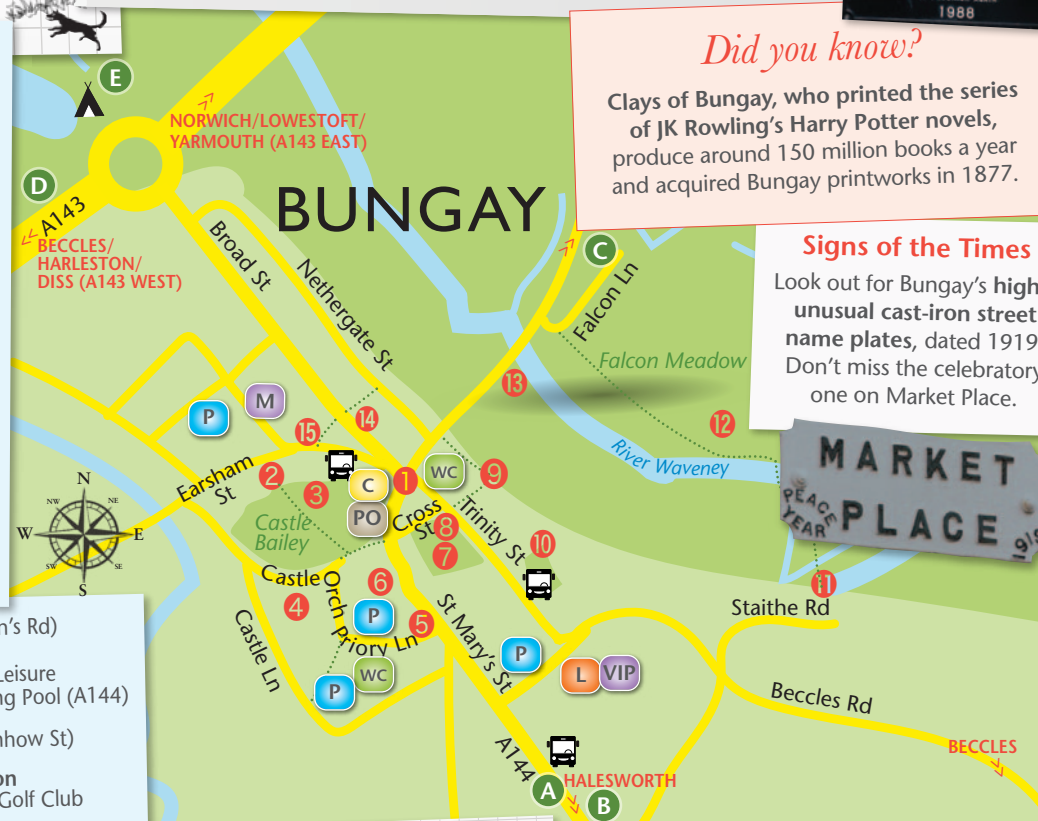 1988
Did you know?
Clays of Bungay, who printed the series
of JK Rowling's Harry Potter novels,
produce around 150 million books a year
and acquired Bungay printworks in 1877.
E
NORWICH/LOWESTOFT/
YARMOUTH (A143 EAST)
D
A143
BECCLES/
HARLESTON/
DISS (A143 WEST)
BUNGAY
Broad St
Nethergate St
C
Falcon Ln
Falcon Meadow
Signs of the Times
Look out for Bungay's high
unusual cast-iron street
name plates, dated 1919
Don't miss the celebratory
one on Market Place.
MARKET
PLACE
PEACE
YEAR
1919
P
M
15
14
13
12
River Waveney
Earsham
St
2
3
C
PO
1
WC
9
Cross
St
8
7
Trinity St
10
11
Castle
Bailey
N
NE
E
SE
S
SW
W
NW
Castle
Orch
4
6
P
5
Priory Ln
WC
P
Castle Ln
St Mary's St
P
L
VIP
Staithe Rd
Beccles Rd
BECCLES
A144
HALESWORTH
A
B
n's Rd)
Leisure
ng Pool (A144)
nhow St)
on
Golf Club